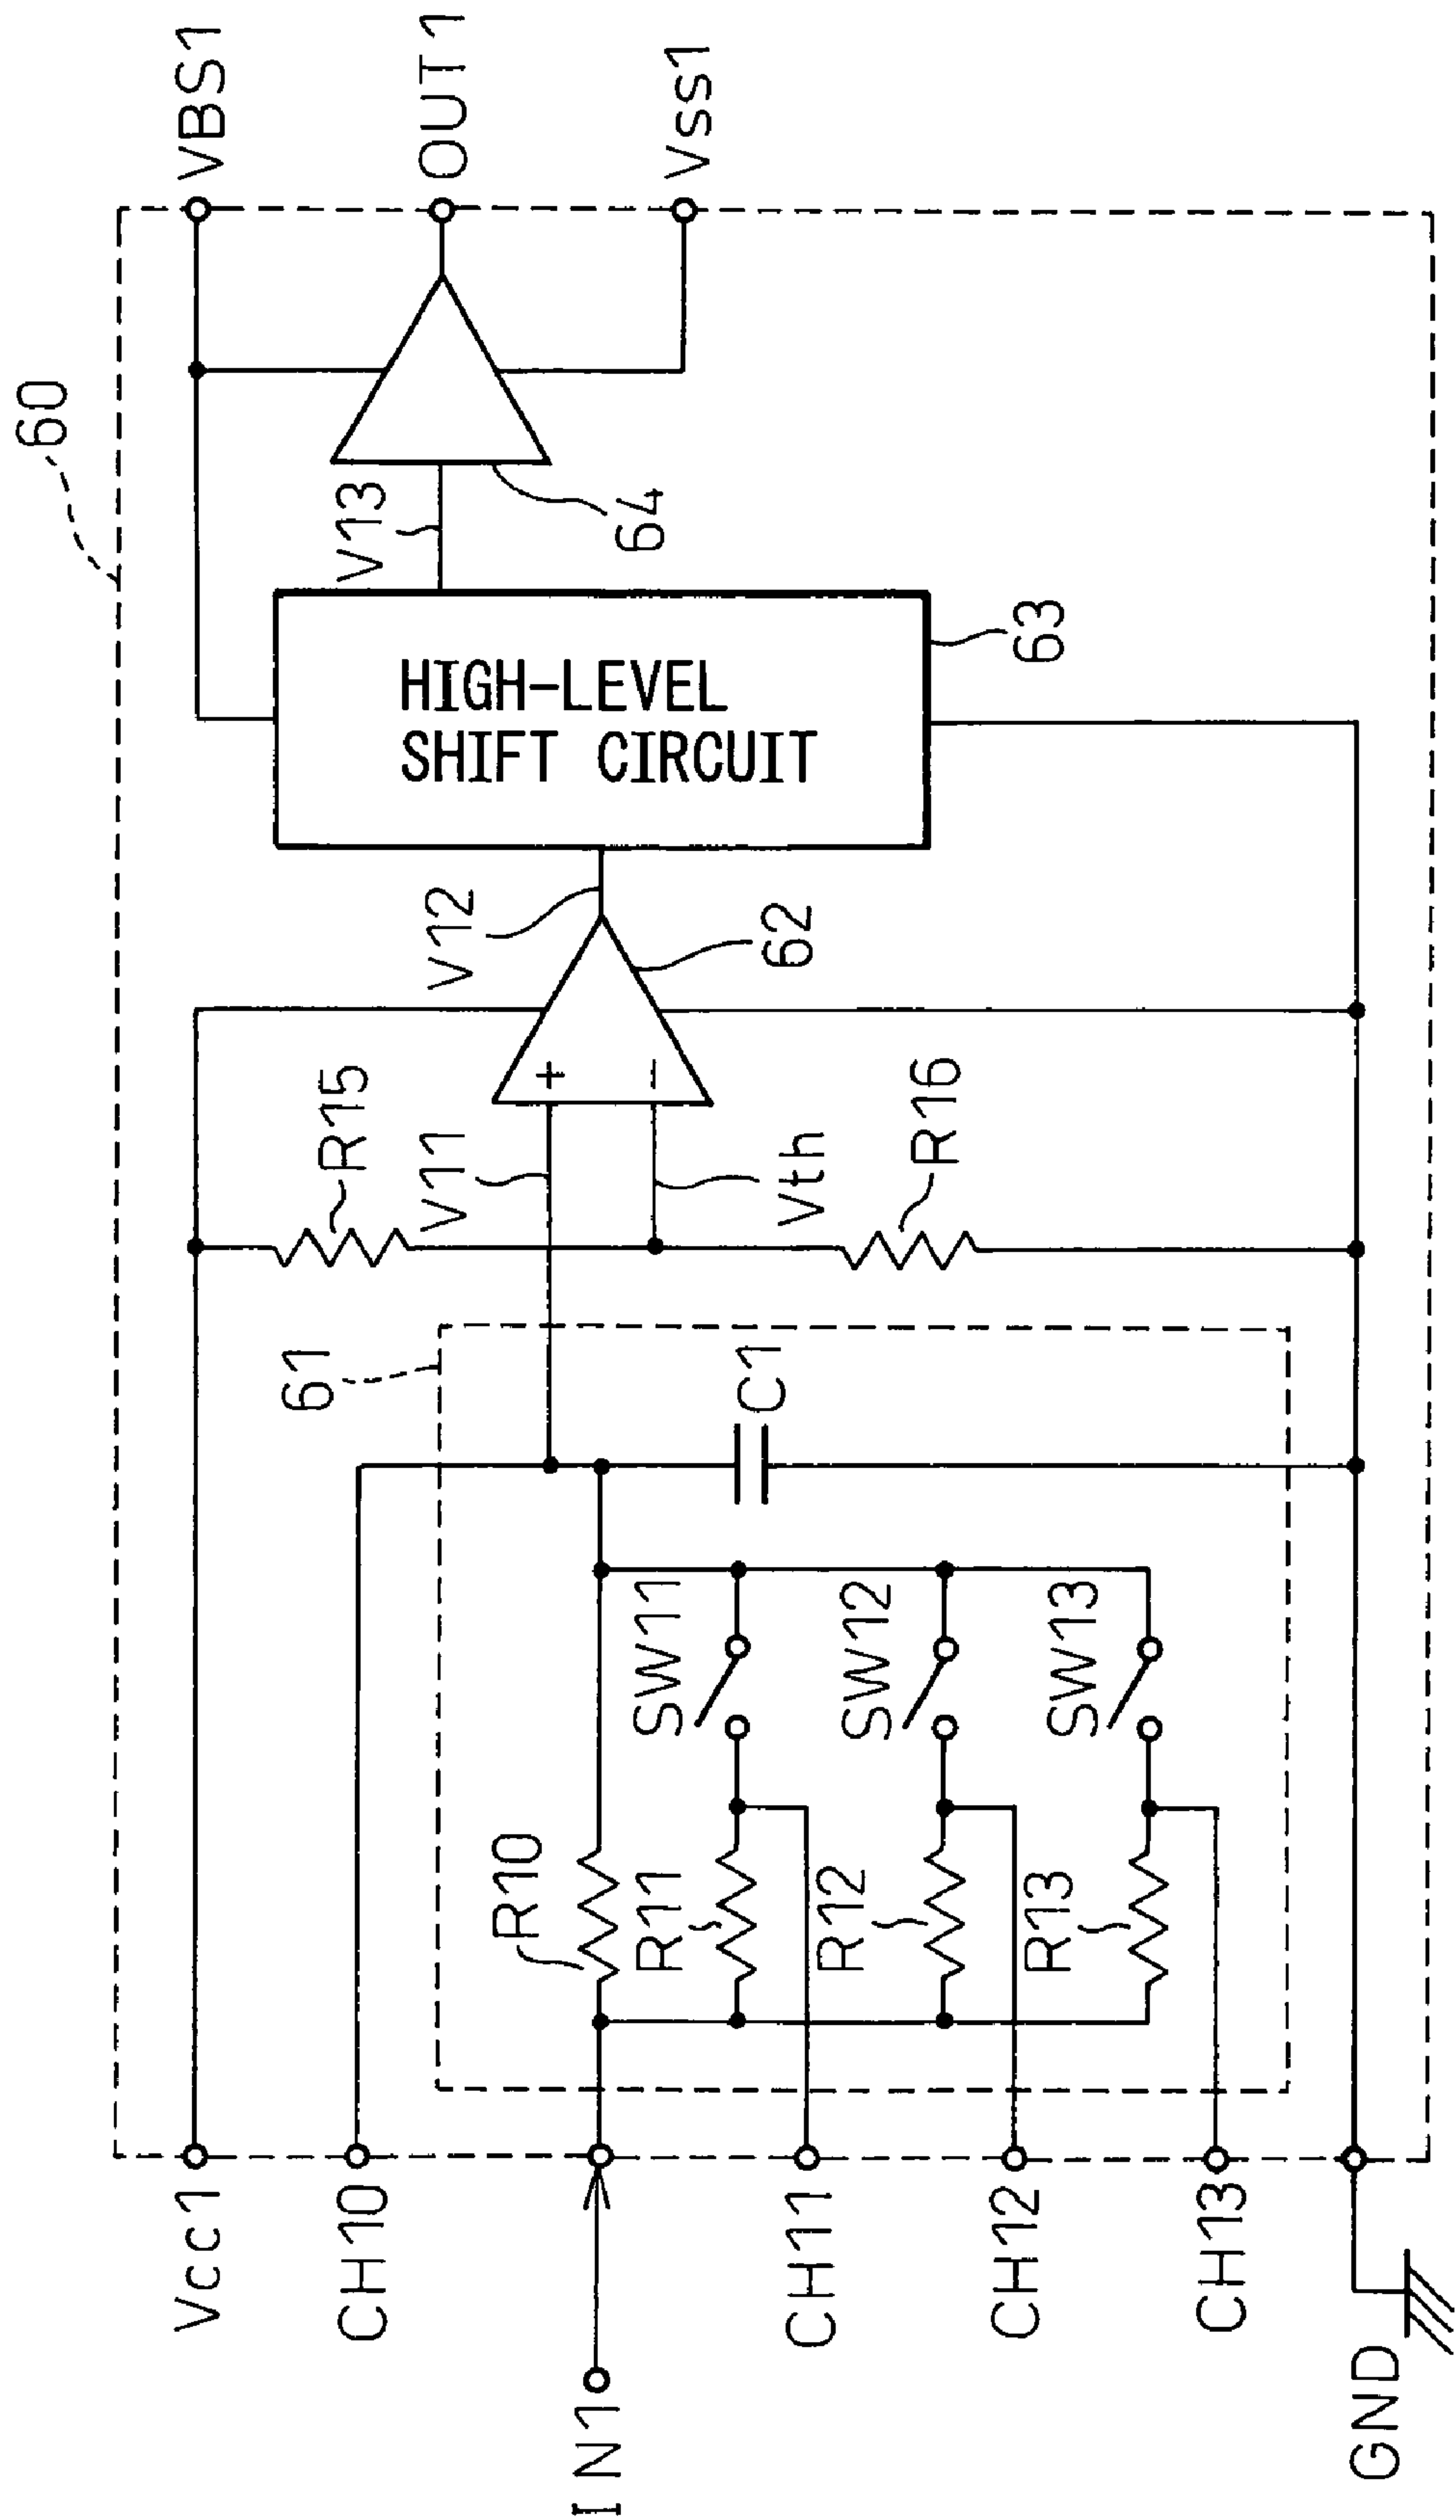 60
VBS1
OUT1
Vss1
V13
64
HIGH-LEVEL
SHIFT CIRCUIT
63
V12
62
R15
V11
Vth
R16
61
C1
SW11
SW12
SW13
R10
R11
R12
R13
Vcc1
CH10
IN1
CH11
CH12
CH13
GND